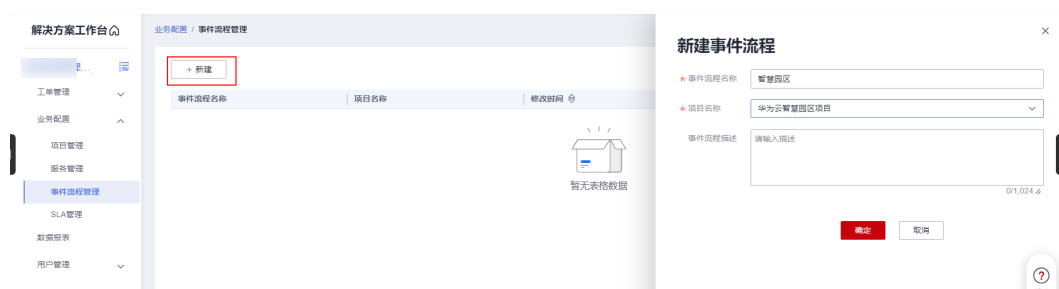 解决方案工作台
业务配置 / 事件流程管理
工单管理
业务配置
项目管理
服务管理
事件流程管理
SLA管理
数据报表
用户管理
+ 新建
事件流程名称 项目名称 修改时间
暂无表格数据
新建事件流程
* 事件流程名称 智慧园区
* 项目名称 华为云智慧园区项目
事件流程描述 请输入描述
0/1,024
确定 取消